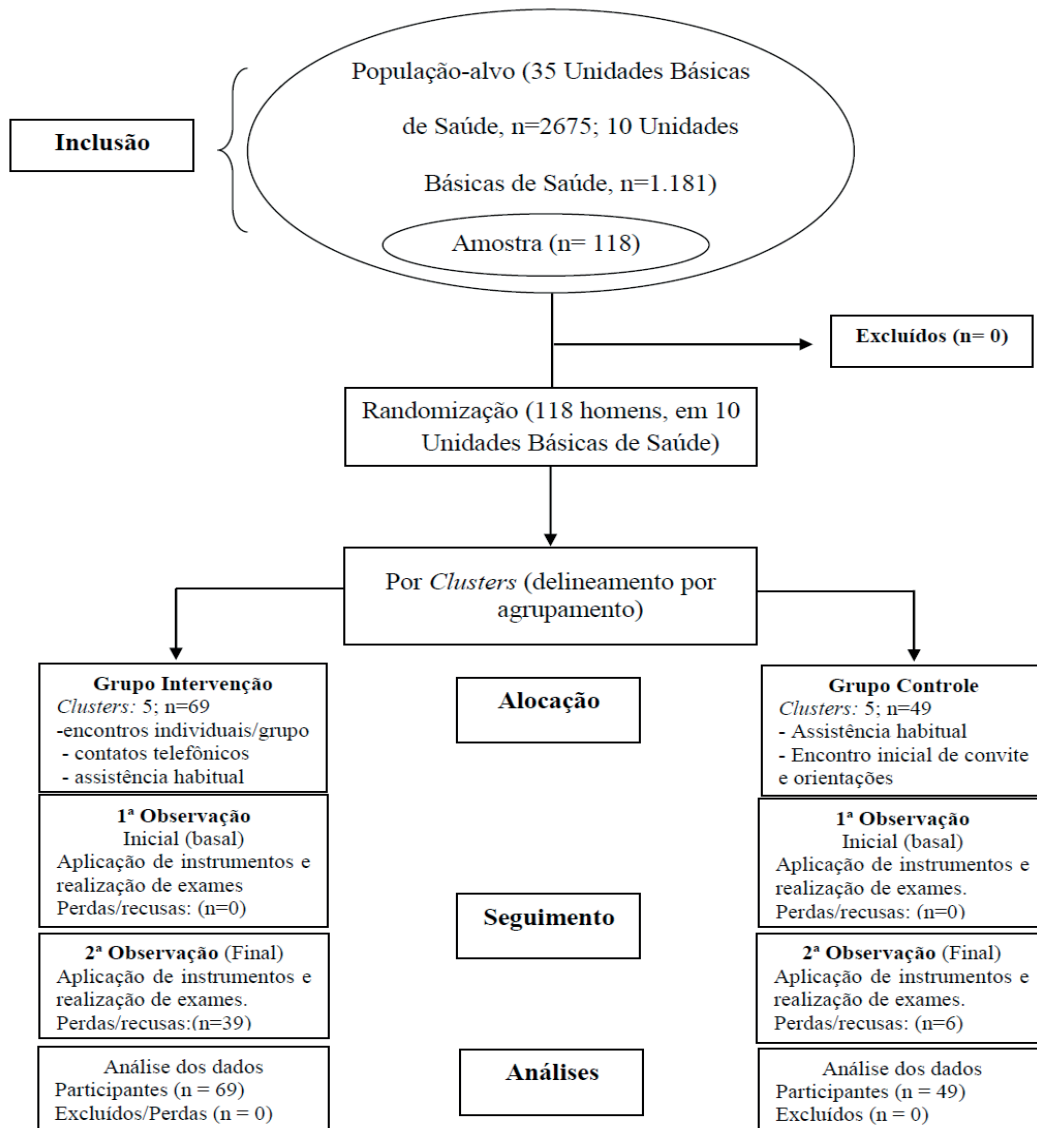 População-alvo (35 Unidades Básicas
de Saúde, n=2675; 10 Unidades
Básicas de Saúde, n=1.181)
Inclusão
Amostra (n= 118)
Excluídos (n= 0)
Randomização (118 homens, em 10
Unidades Básicas de Saúde)
Por Clusters (delineamento por
agrupamento)
Grupo Intervenção
Clusters: 5; n=69
-encontros individuais/grupo
- contatos telefônicos
- assistência habitual
Alocação
Grupo Controle
Clusters: 5; n=49
- Assistência habitual
- Encontro inicial de convite
e orientações
1ª Observação
Inicial (basal)
Aplicação de instrumentos e
realização de exames
Perdas/recusas: (n=0)
1ª Observação
Inicial (basal)
Aplicação de instrumentos e
realização de exames.
Perdas/recusas: (n=0)
Seguimento
2ª Observação (Final)
Aplicação de instrumentos e
realização de exames.
Perdas/recusas:(n=39)
2ª Observação (Final)
Aplicação de instrumentos e
realização de exames.
Perdas/recusas: (n=6)
Análise dos dados
Participantes (n = 69)
Excluídos/Perdas (n = 0)
Análises
Análise dos dados
Participantes (n = 49)
Excluídos (n = 0)